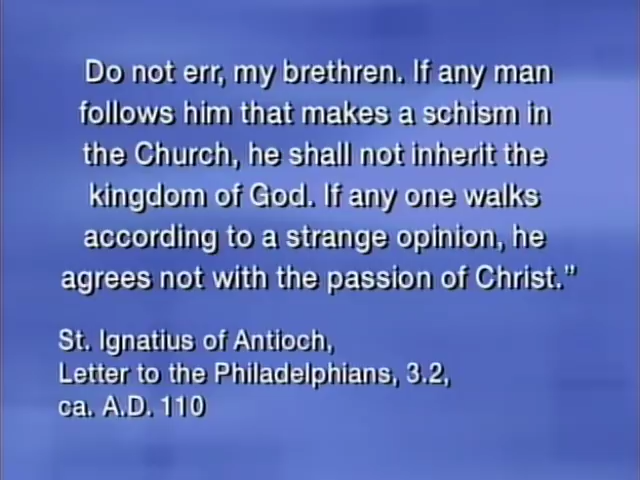 Do not err, my brethren. If any man
follows him that makes a schism in
the Church, he shall not inherit the
kingdom of God. If any one walks
according to a strange opinion, he
agrees not with the passion of Christ.”
St. Ignatius of Antioch,
Letter to the Philadelphians, 3.2,
ca. A.D. 110